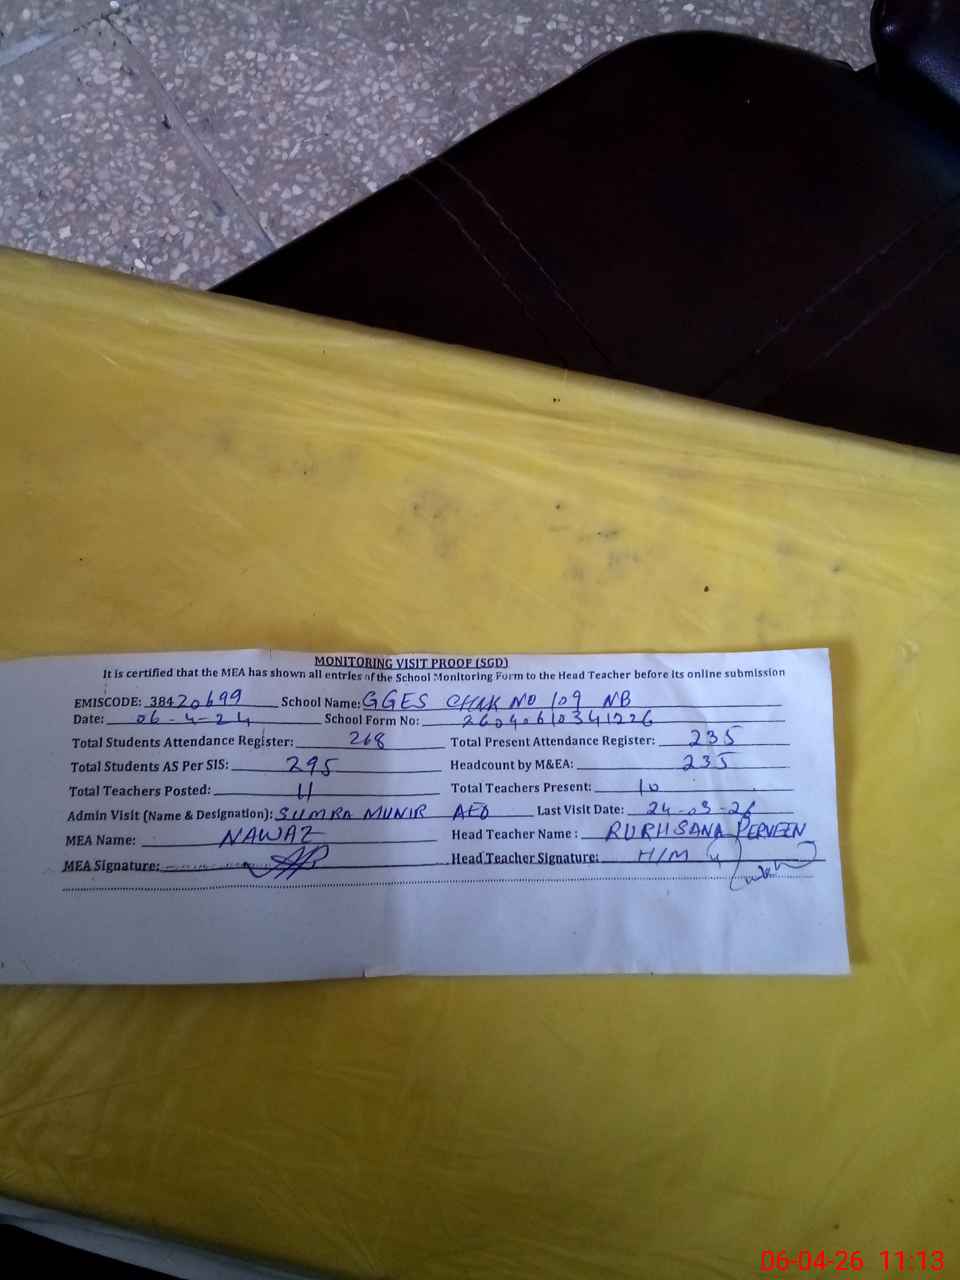 MONITORING VISIT PROOF (SGD)
It is certified that the MEA has shown all entries of the School Monitoring Form to the Head Teacher before its online submission
EMISCODE: 38420699 School Name: GGES CHAK NO 109 NB
Date: 06-4-24 School Form No:
Total Students Attendance Register: 268 Total Present Attendance Register: 235
Total Students AS Per SIS: 295 Headcount by M&EA: 235
Total Teachers Posted: 11 Total Teachers Present: 10
Admin Visit (Name & Designation): SUMRA MUNIR AEO Last Visit Date: 24-03-26
MEA Name: NAWAZ Head Teacher Name : RUKHSANA PERVEEN
MEA Signature: Head Teacher Signature: H/M
06-04-26 11:13